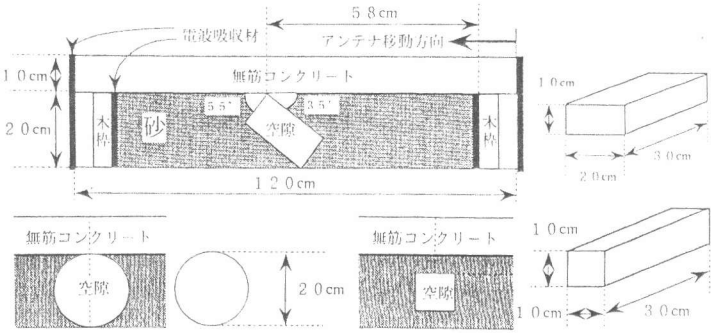 58cm
電波吸収材
アンテナ移動方向
10cm
無筋コンクリート
55°
35°
20cm
木枠
砂
空隙
木枠
120cm
10cm
20cm
30cm
無筋コンクリート
空隙
20cm
無筋コンクリート
空隙
10cm
10cm
30cm